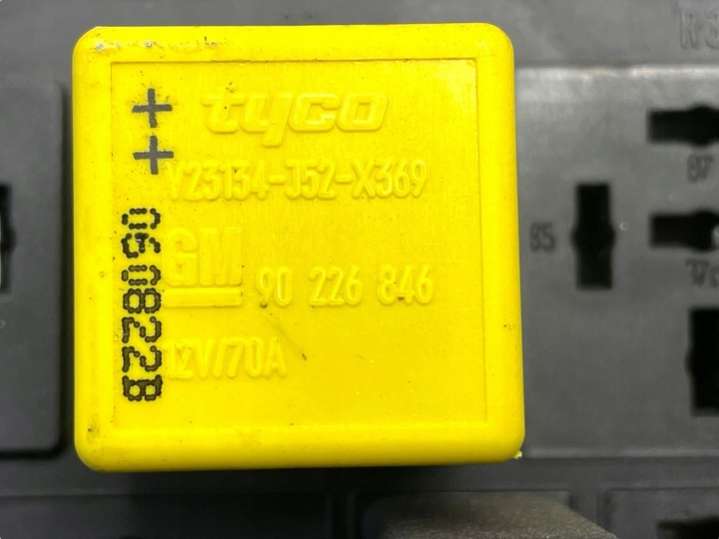 tyco
V23134-J52-X369
GM
90 226 846
12V/70A
++ 0608228
85
87